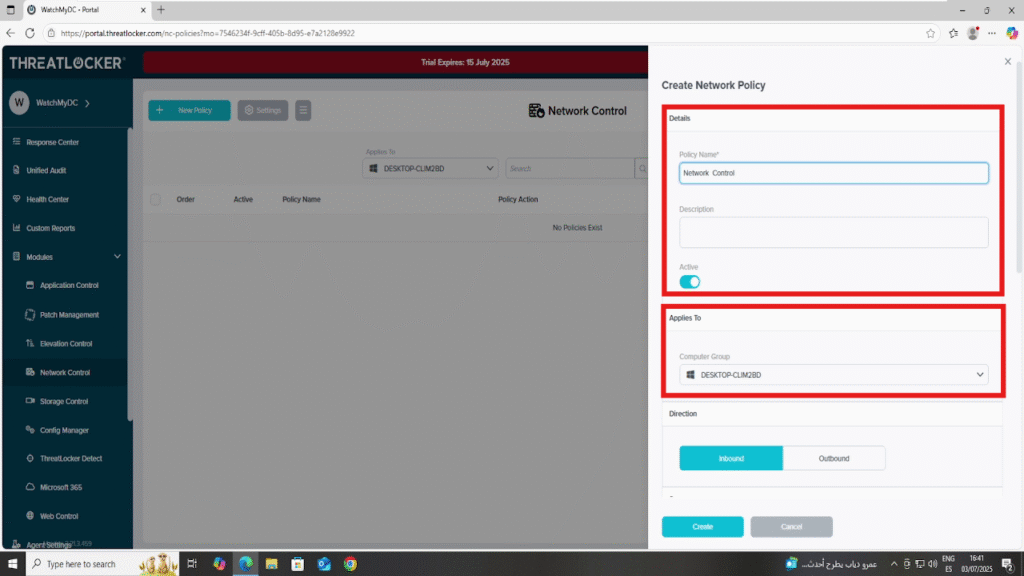 WatchMyDC - Portal
https://portal.threatlocker.com/nc-policies?mo=7546234f-9cff-405b-8d95-e7a2128e9922
THREATLOCKER
Trial Expires: 15 July 2025
W WatchMyDC
Response Center
Unified Audit
Health Center
Custom Reports
Modules
Application Control
Patch Management
Elevation Control
Network Control
Storage Control
Config Manager
ThreatLocker Detect
Microsoft 365
Web Control
Agent Settings
New Policy
Settings
Network Control
Applies To
DESKTOP-CLIM2BD
Search
Order Active Policy Name Policy Action
No Policies Exist
Create Network Policy
Details
Policy Name*
Network Control
Description
Active
Applies To
Computer Group
DESKTOP-CLIM2BD
Direction
Inbound Outbound
Create Cancel
Type here to search
عمرو دياب يطرح أحدث...
ENG
ES
16:41
03/07/2025
2